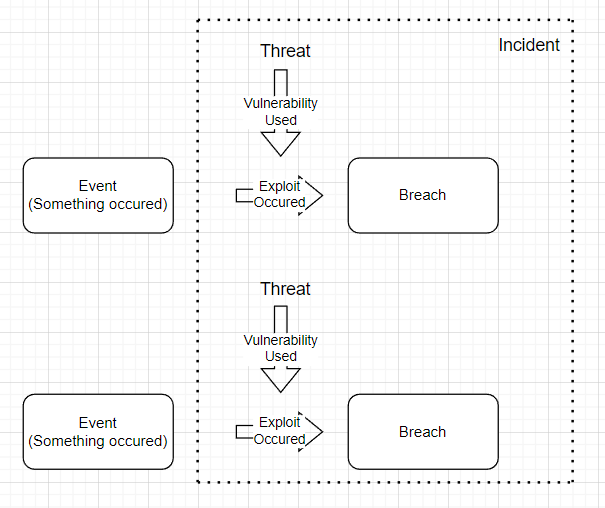 Incident
Threat
Vulnerability
Used
Event
(Something occured)
Exploit
Occured
Breach
Threat
Vulnerability
Used
Event
(Something occured)
Exploit
Occured
Breach